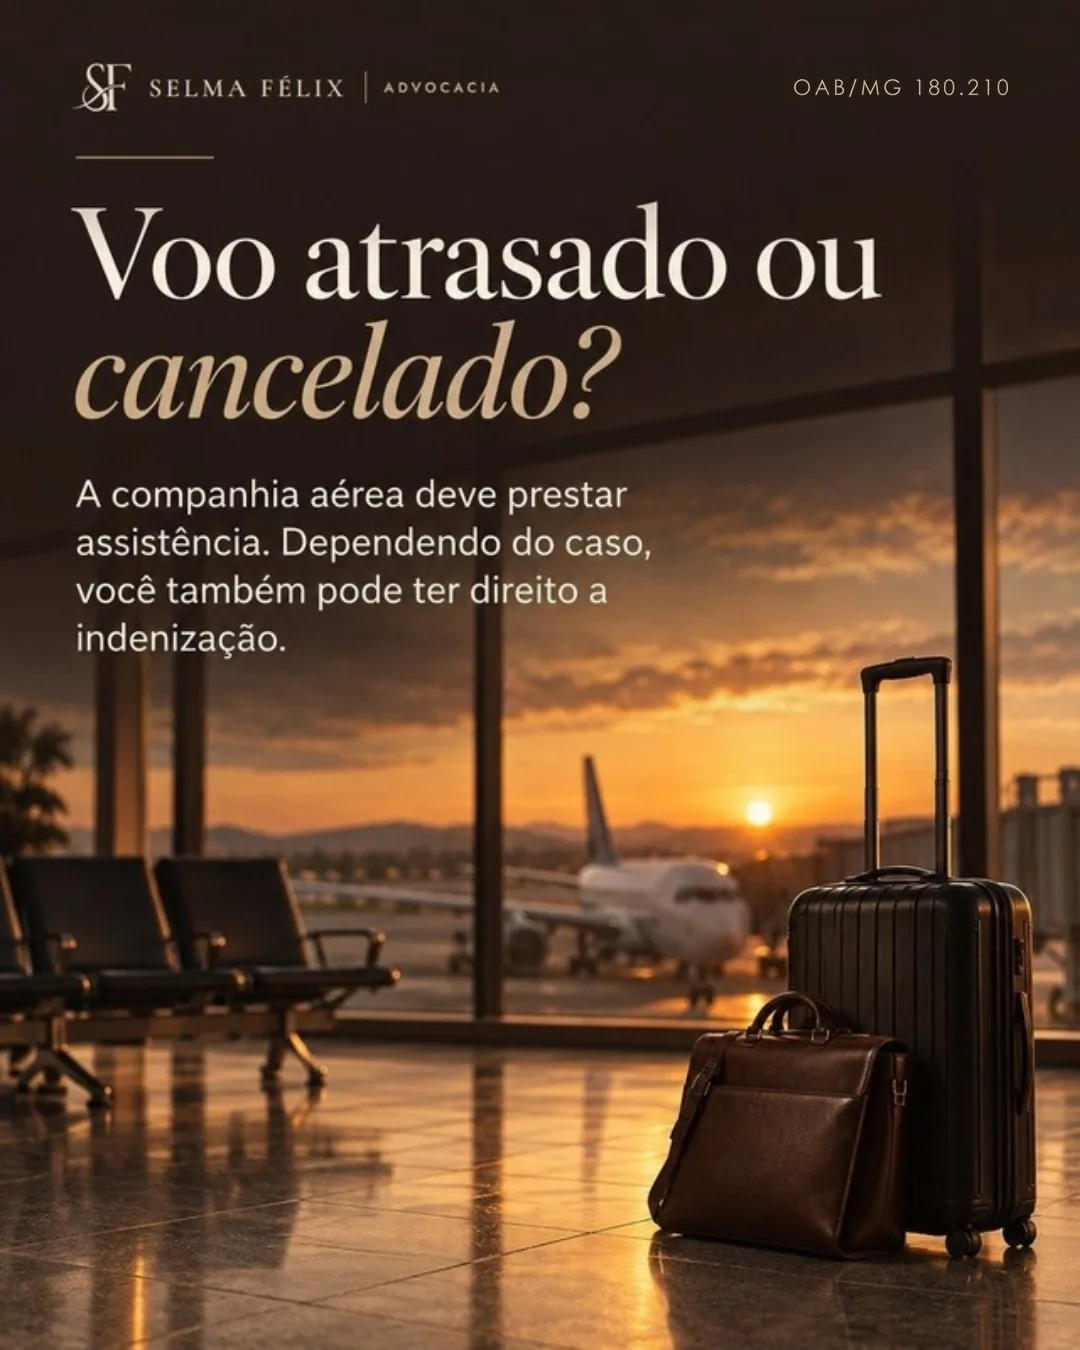 SF SELMA FÉLIX | ADVOCACIA
OAB/MG 180.210
Voo atrasado ou
cancelado?
A companhia aérea deve prestar
assistência. Dependendo do caso,
você também pode ter direito a
indenização.